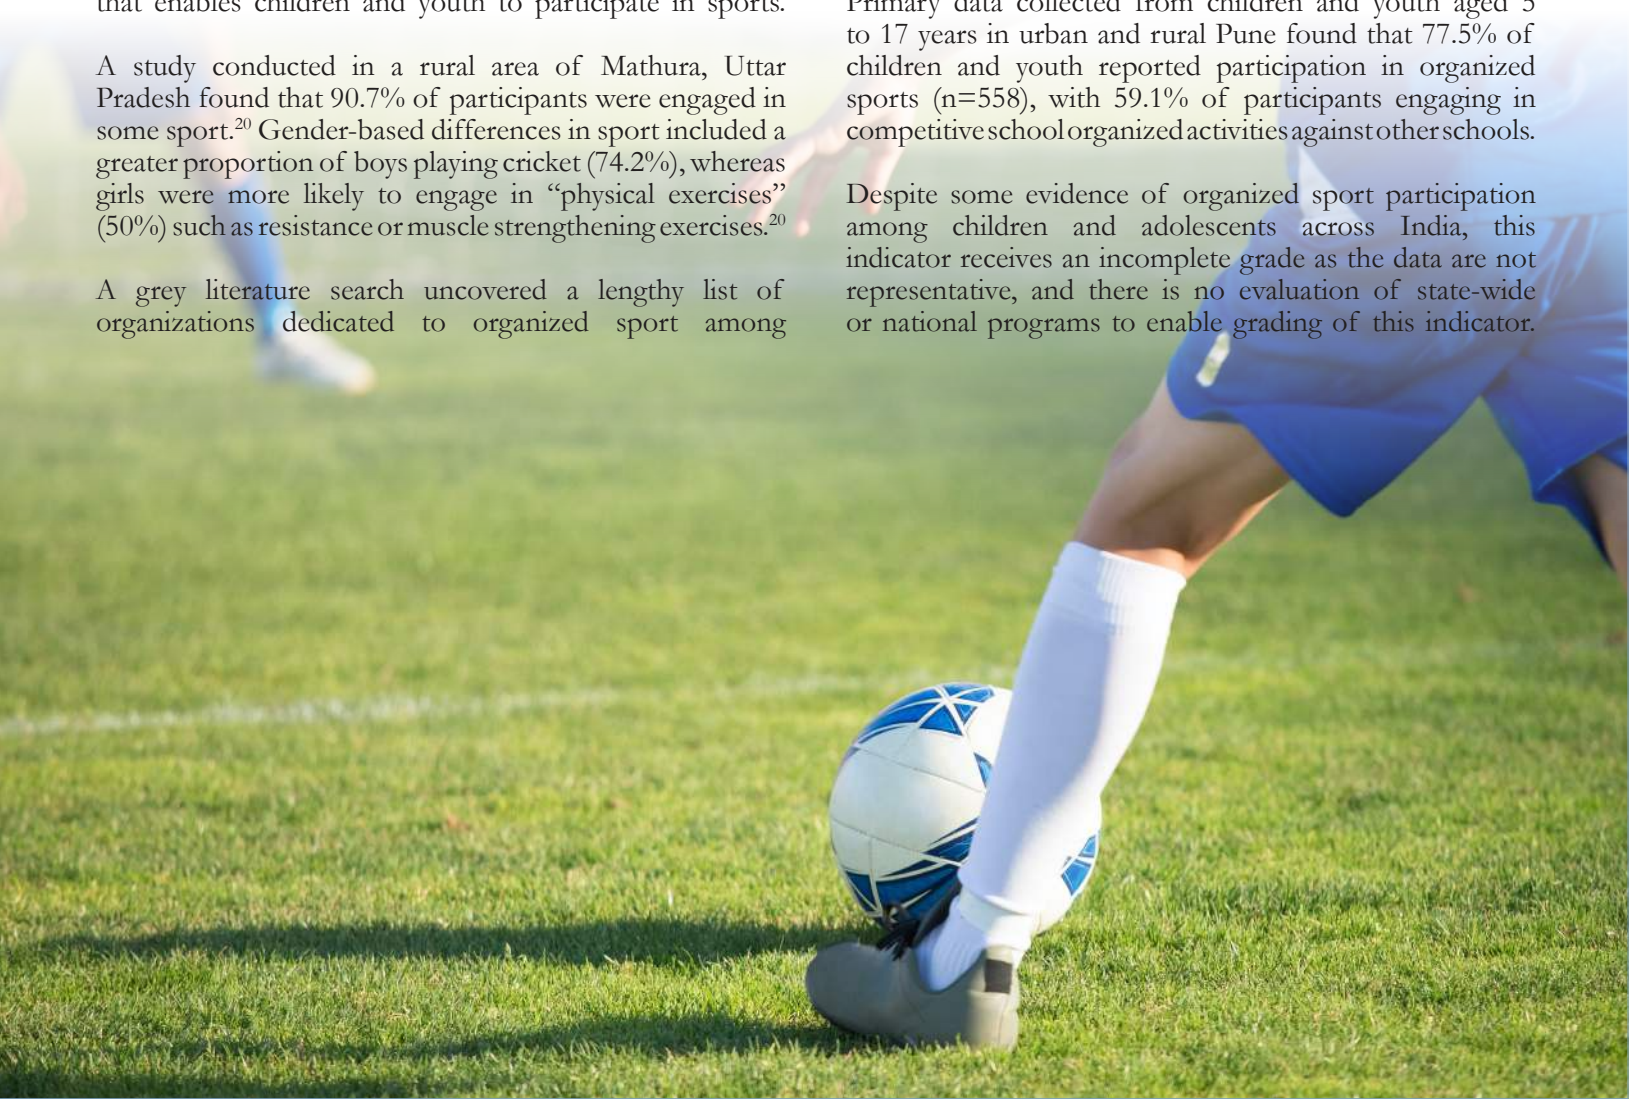 that enables children and youth to participate in sports.
A study conducted in a rural area of Mathura, Uttar
Pradesh found that 90.7% of participants were engaged in
some sport.20 Gender-based differences in sport included a
greater proportion of boys playing cricket (74.2%), whereas
girls were more likely to engage in “physical exercises”
(50%) such as resistance or muscle strengthening exercises.20
A grey literature search uncovered a lengthy list of
organizations dedicated to organized sport among
Primary data collected from children and youth aged 5
to 17 years in urban and rural Pune found that 77.5% of
children and youth reported participation in organized
sports (n=558), with 59.1% of participants engaging in
competitive school organized activities against other schools.
Despite some evidence of organized sport participation
among children and adolescents across India, this
indicator receives an incomplete grade as the data are not
representative, and there is no evaluation of state-wide
or national programs to enable grading of this indicator.